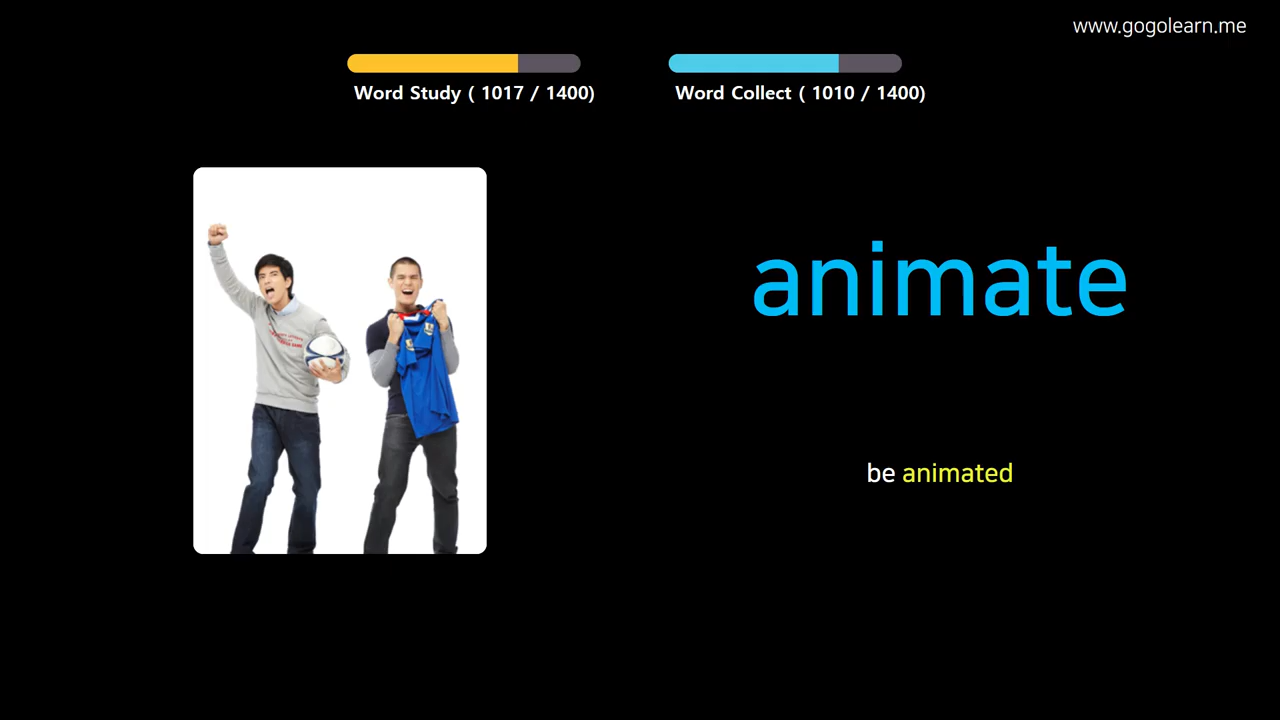 www.gogolearn.me
Word Study ( 1017 / 1400)
Word Collect ( 1010 / 1400)
animate
be animated